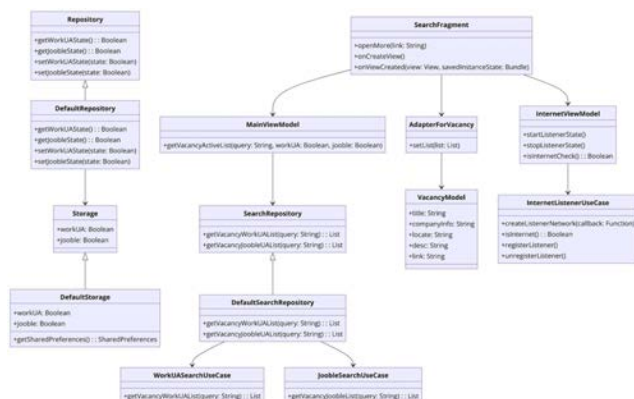 Repository
+getWorkUAState() : : Boolean
+getJoobleState() : : Boolean
+setWorkUAState(state: Boolean)
+setJoobleState(state: Boolean)
DefaultRepository
+getWorkUAState() : : Boolean
+getJoobleState() : : Boolean
+setWorkUAState(state: Boolean)
+setJoobleState(state: Boolean)
Storage
+workUA: Boolean
+jooble: Boolean
DefaultStorage
+workUA: Boolean
+jooble: Boolean
+getSharedPreferences() : : SharedPreferences
SearchFragment
+openMore(link: String)
+onCreateView()
+onViewCreated(view: View, savedInstanceState: Bundle)
MainViewModel
+getVacancyActiveList(query: String, workUA: Boolean, jooble: Boolean)
SearchRepository
+getVacancyWorkUAList(query: String) : : List
+getVacancyJoobleUAList(query: String) : : List
DefaultSearchRepository
+getVacancyWorkUAList(query: String) : : List
+getVacancyJoobleUAList(query: String) : : List
WorkUASearchUseCase
+getVacancyWorkUAList(query: String) : : List
JoobleSearchUseCase
+getVacancyJoobleList(query: String) : : List
AdapterForVacancy
+setList(list: List)
VacancyModel
+title: String
+companyInfo: String
+locate: String
+desc: String
+link: String
InternetViewModel
+startListenerState()
+stopListenerState()
+isInternetCheck() : : Boolean
InternetListenerUseCase
+createListenerNetwork(callback: Function)
+isInternet() : : Boolean
+registerListener()
+unregisterListener()